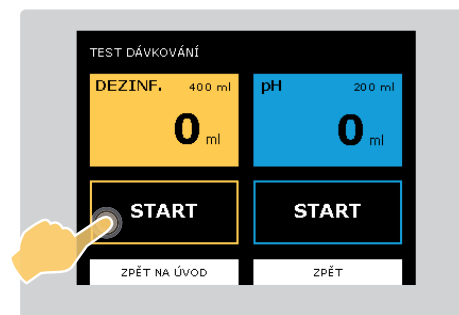 TEST DÁVKOVÁNÍ
DEZINF. 400 ml
0 ml
pH 200 ml
0 ml
START
START
ZPĚT NA ÚVOD
ZPĚT